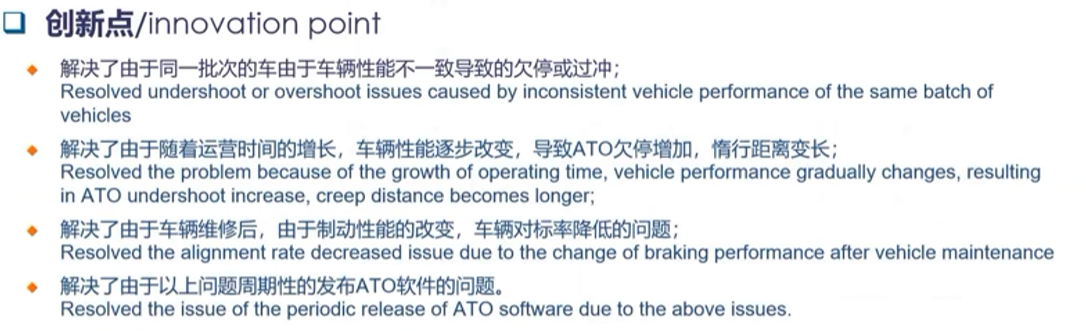 创新点/innovation point
解决了由于同一批次的车由于车辆性能不一致导致的欠停或过冲；
Resolved undershoot or overshoot issues caused by inconsistent vehicle performance of the same batch of
vehicles
解决了由于随着运营时间的增长，车辆性能逐步改变，导致ATO欠停增加，惰行距离变长；
Resolved the problem because of the growth of operating time, vehicle performance gradually changes, resulting
in ATO undershoot increase, creep distance becomes longer;
解决了由于车辆维修后，由于制动性能的改变，车辆对标率降低的问题；
Resolved the alignment rate decreased issue due to the change of braking performance after vehicle maintenance
解决了由于以上问题周期性的发布ATO软件的问题。
Resolved the issue of the periodic release of ATO software due to the above issues.